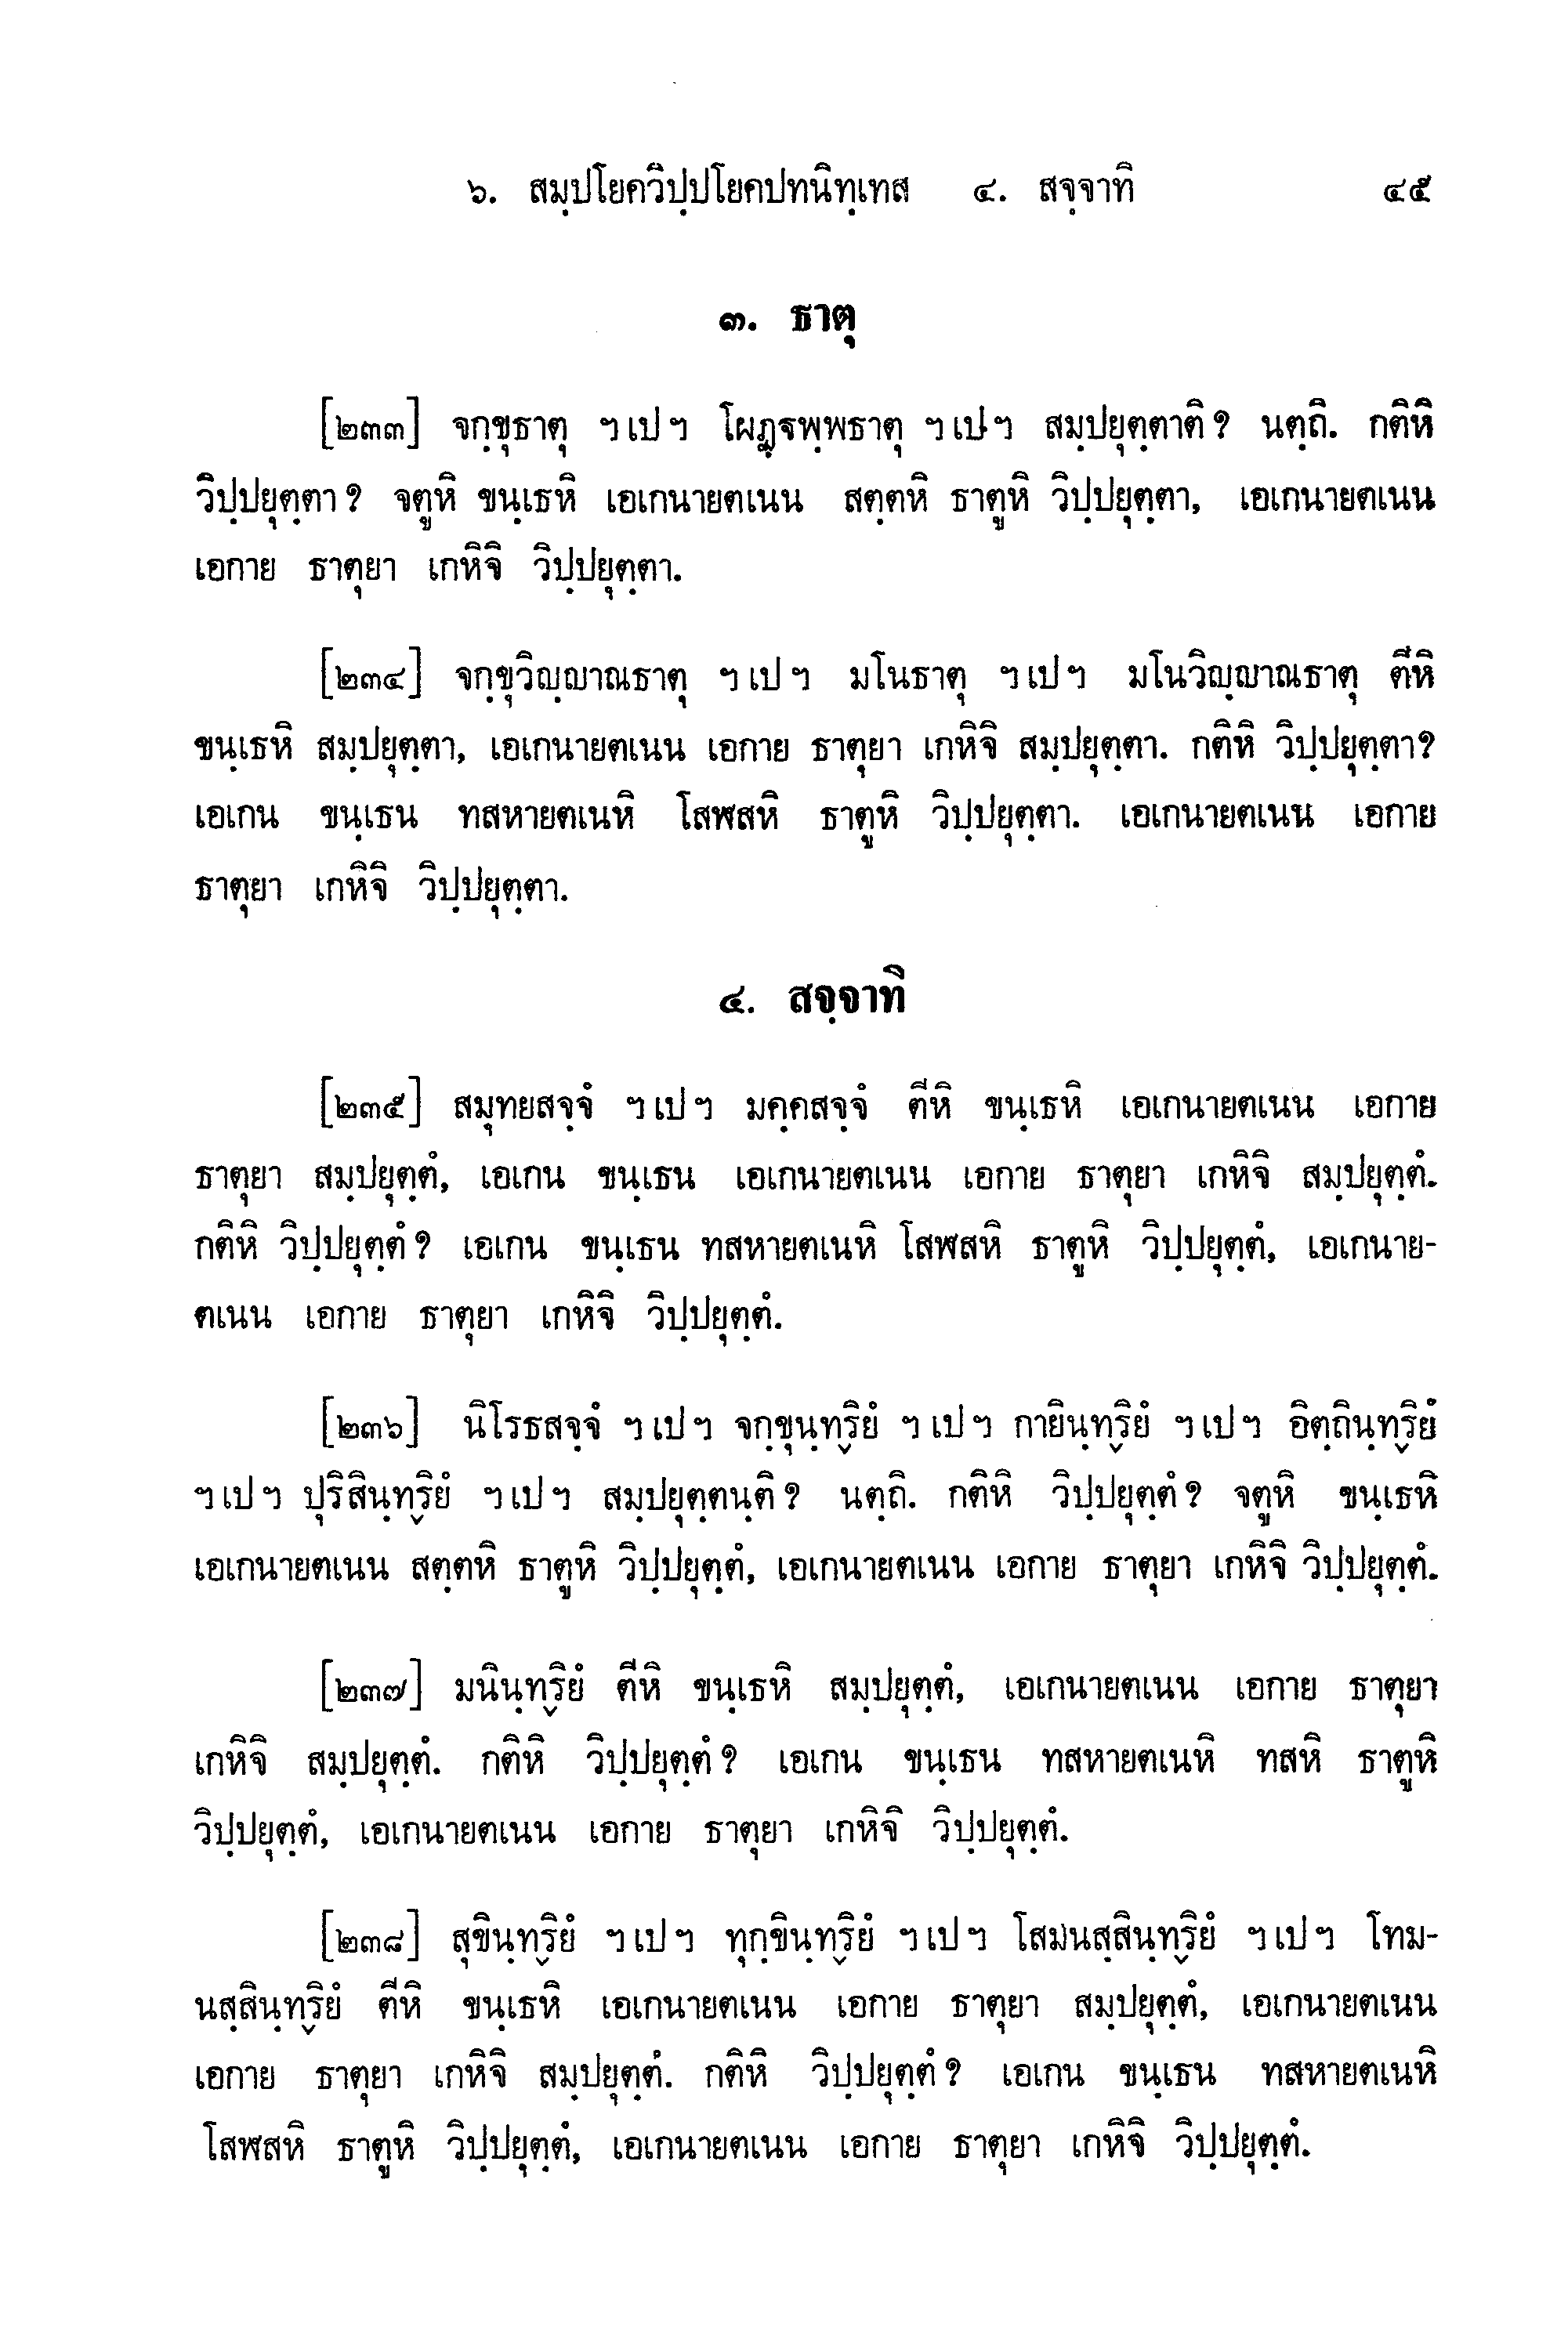 ๖. สมฺปโยควิปฺปโยคปทนิทฺเทส ๔. สจฺจาทิ ๔๕
๓. ธาตุ
[๒๓๓] จกฺขุธาตุ ฯ เป ฯ โผฏฺฐพฺพธาตุ ฯ เป ฯ สมฺปยุตฺตาติ? นตฺถิ. กติหิ
วิปฺปยุตฺตา? จตูหิ ขนฺเธหิ เอเกนายตเนน สตฺตหิ ธาตูหิ วิปฺปยุตฺตา, เอเกนายตเนน
เอกาย ธาตุยา เกหิจิ วิปฺปยุตฺตา.
[๒๓๔] จกฺขุวิญฺญาณธาตุ ฯ เป ฯ มโนธาตุ ฯ เป ฯ มโนวิญฺญาณธาตุ ตีหิ
ขนฺเธหิ สมฺปยุตฺตา, เอเกนายตเนน เอกาย ธาตุยา เกหิจิ สมฺปยุตฺตา. กติหิ วิปฺปยุตฺตา?
เอเกน ขนฺเธน ทสหายตเนหิ โสฬสหิ ธาตูหิ วิปฺปยุตฺตา. เอเกนายตเนน เอกาย
ธาตุยา เกหิจิ วิปฺปยุตฺตา.
๔. สจฺจาทิ
[๒๓๕] สมุทยสจฺจํ ฯ เป ฯ มคฺคสจฺจํ ตีหิ ขนฺเธหิ เอเกนายตเนน เอกาย
ธาตุยา สมฺปยุตฺตํ, เอเกน ขนฺเธน เอเกนายตเนน เอกาย ธาตุยา เกหิจิ สมฺปยุตฺตํ.
กติหิ วิปฺปยุตฺตํ? เอเกน ขนฺเธน ทสหายตเนหิ โสฬสหิ ธาตูหิ วิปฺปยุตฺตํ, เอเกนาย-
ตเนน เอกาย ธาตุยา เกหิจิ วิปฺปยุตฺตํ.
[๒๓๖] นิโรธสจฺจํ ฯ เป ฯ จกฺขุนฺทฺริยํ ฯ เป ฯ กายินฺทฺริยํ ฯ เป ฯ อิตฺถินฺทฺริยํ
ฯ เป ฯ ปุริสินฺทฺริยํ ฯ เป ฯ สมฺปยุตฺตนฺติ? นตฺถิ. กติหิ วิปฺปยุตฺตํ? จตูหิ ขนฺเธหิ
เอเกนายตเนน สตฺตหิ ธาตูหิ วิปฺปยุตฺตํ, เอเกนายตเนน เอกาย ธาตุยา เกหิจิ วิปฺปยุตฺตํ.
[๒๓๗] มนินฺทฺริยํ ตีหิ ขนฺเธหิ สมฺปยุตฺตํ, เอเกนายตเนน เอกาย ธาตุยา
เกหิจิ สมฺปยุตฺตํ. กติหิ วิปฺปยุตฺตํ? เอเกน ขนฺเธน ทสหายตเนหิ ทสหิ ธาตูหิ
วิปฺปยุตฺตํ, เอเกนายตเนน เอกาย ธาตุยา เกหิจิ วิปฺปยุตฺตํ.
[๒๓๘] สุขินฺทฺริยํ ฯ เป ฯ ทุกฺขินฺทฺริยํ ฯ เป ฯ โสมนสฺสินฺทฺริยํ ฯ เป ฯ โทม-
นสฺสินฺทฺริยํ ตีหิ ขนฺเธหิ เอเกนายตเนน เอกาย ธาตุยา สมฺปยุตฺตํ, เอเกนายตเนน
เอกาย ธาตุยา เกหิจิ สมฺปยุตฺตํ. กติหิ วิปฺปยุตฺตํ? เอเกน ขนฺเธน ทสหายตเนหิ
โสฬสหิ ธาตูหิ วิปฺปยุตฺตํ, เอเกนายตเนน เอกาย ธาตุยา เกหิจิ วิปฺปยุตฺตํ.